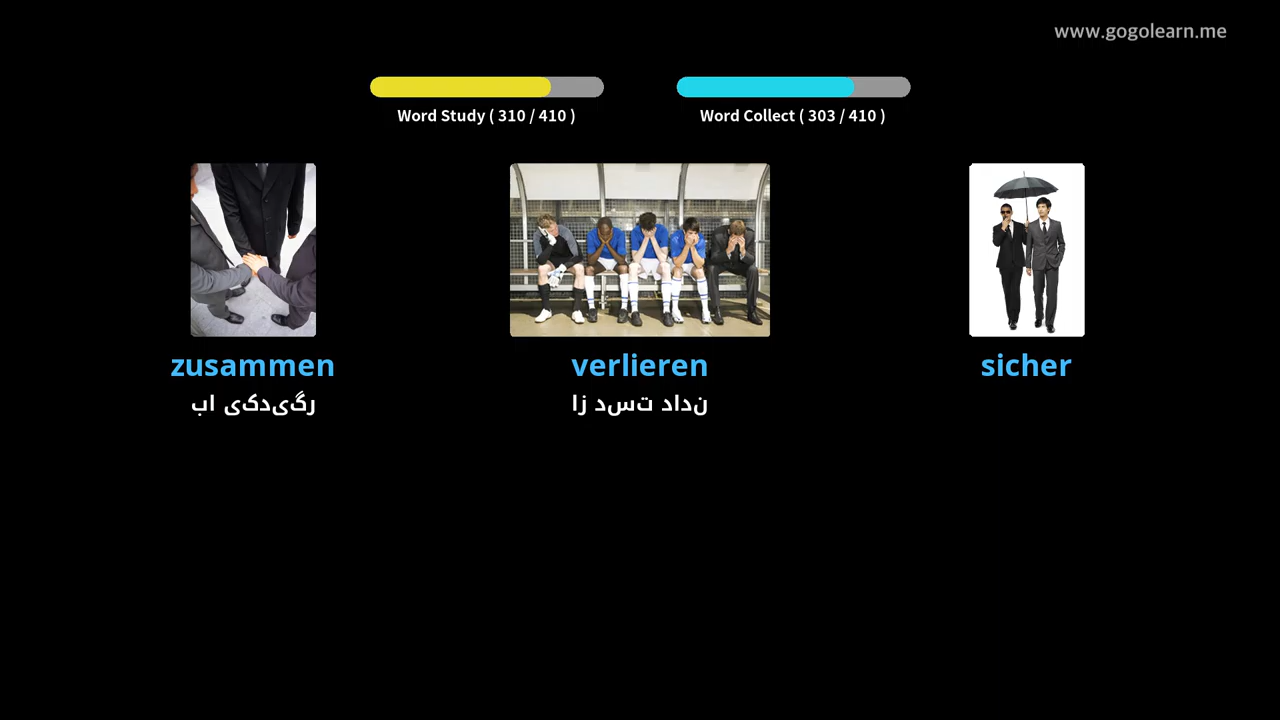 www.gogolearn.me
Word Study ( 310 / 410 )
Word Collect ( 303 / 410 )
zusammen
با یکدیگر
verlieren
از دست دادن
sicher